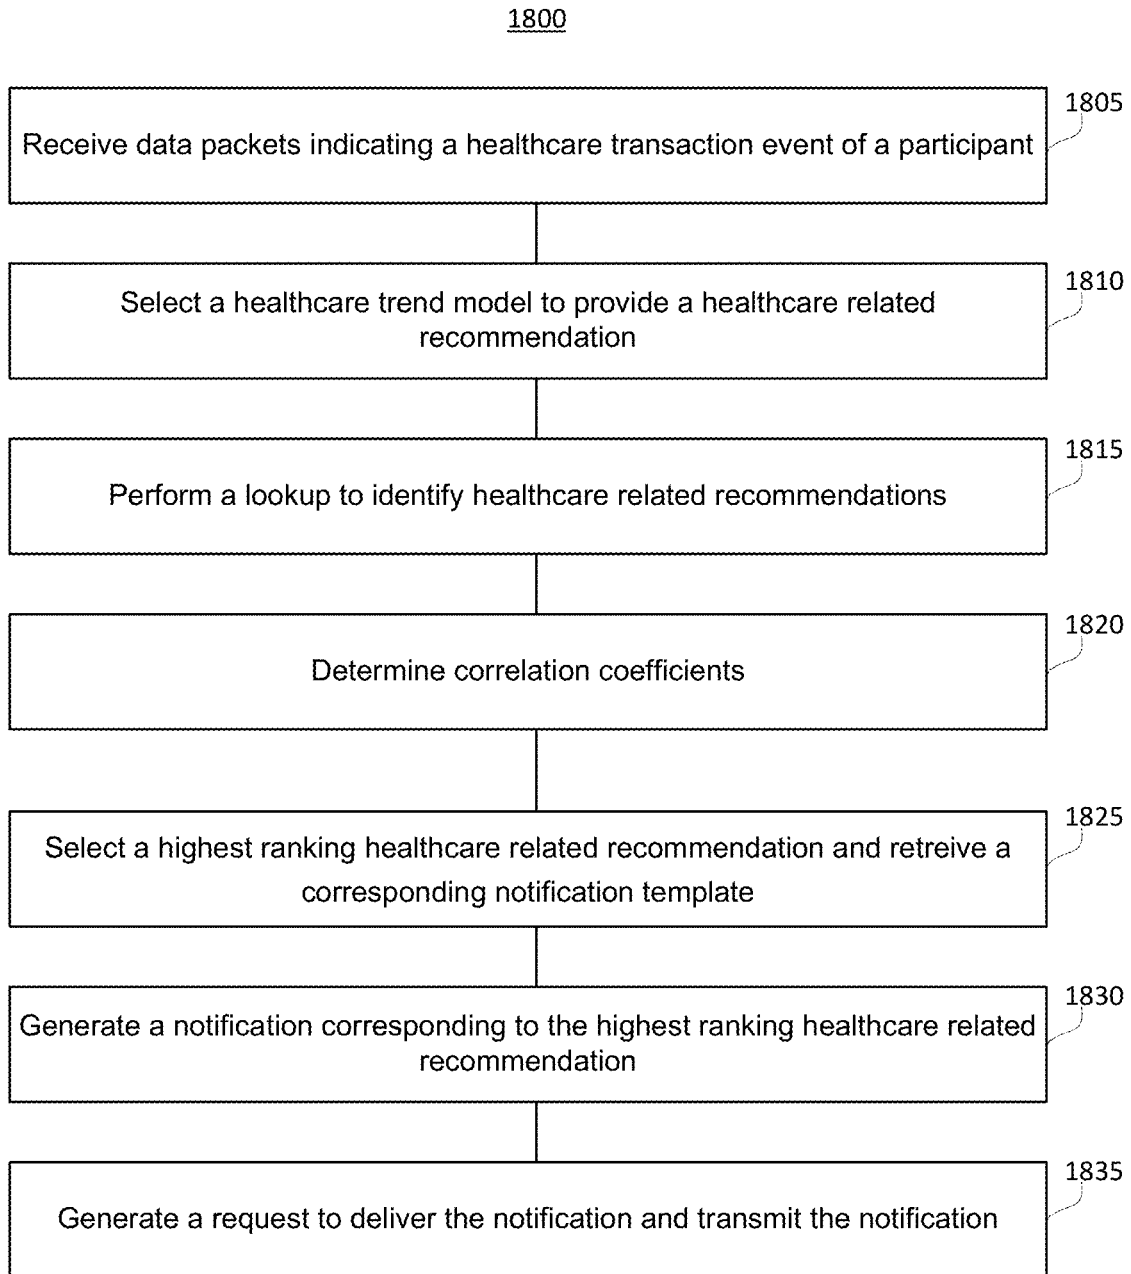 1800
1805
Receive data packets indicating a healthcare transaction event of a participant
1810
Select a healthcare trend model to provide a healthcare related
recommendation
1815
Perform a lookup to identify healthcare related recommendations
1820
Determine correlation coefficients
1825
Select a highest ranking healthcare related recommendation and retreive a
corresponding notification template
1830
Generate a notification corresponding to the highest ranking healthcare related
recommendation
1835
Generate a request to deliver the notification and transmit the notification